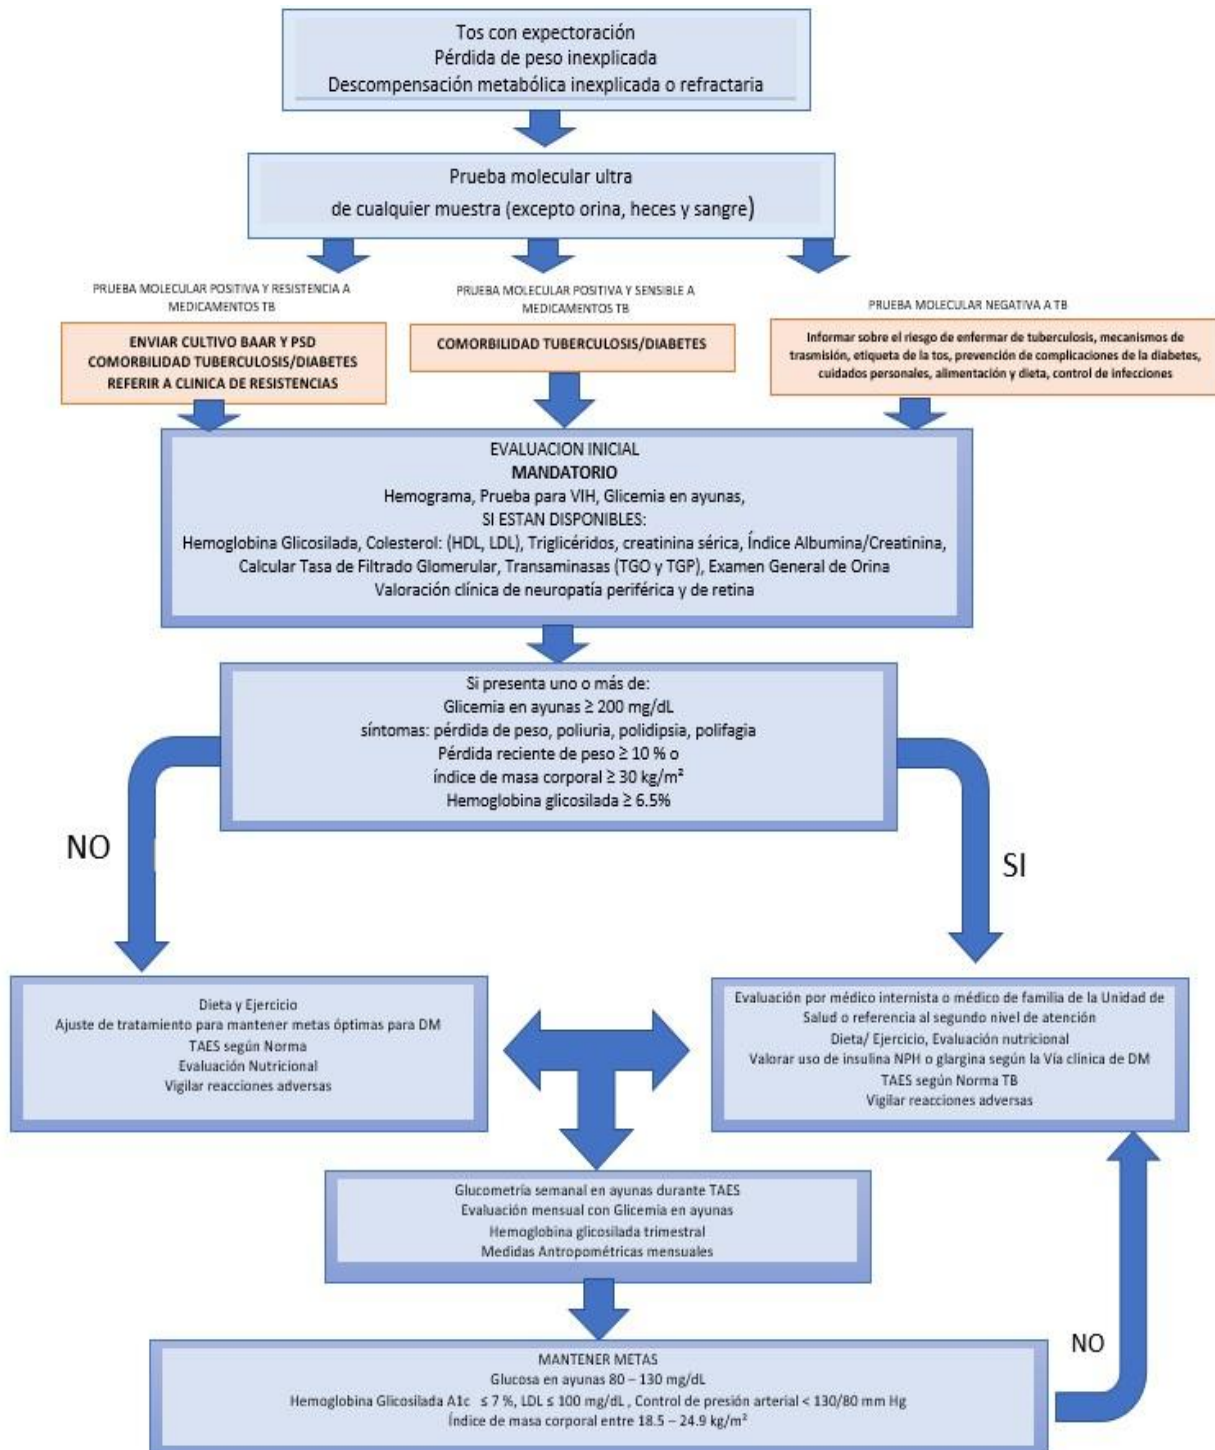 Tos con expectoración
Pérdida de peso inexplicada
Descompensación metabólica inexplicada o refractaria
Prueba molecular ultra
de cualquier muestra (excepto orina, heces y sangre)
PRUEBA MOLECULAR POSITIVA Y RESISTENCIA A
MEDICAMENTOS TB
ENVIAR CULTIVO BAAR Y PSD
COMORBILIDAD TUBERCULOSIS/DIABETES
REFERIR A CLINICA DE RESISTENCIAS
PRUEBA MOLECULAR POSITIVA Y SENSIBLE A
MEDICAMENTOS TB
COMORBILIDAD TUBERCULOSIS/DIABETES
PRUEBA MOLECULAR NEGATIVA A TB
Informar sobre el riesgo de enfermar de tuberculosis, mecanismos de
trasmisión, etiqueta de la tos, prevención de complicaciones de la diabetes,
cuidados personales, alimentación y dieta, control de infecciones
EVALUACION INICIAL
MANDATORIO
Hemograma, Prueba para VIH, Glicemia en ayunas,
SI ESTAN DISPONIBLES:
Hemoglobina Glicosilada, Colesterol: (HDL, LDL), Triglicéridos, creatinina sérica, Índice Albumina/Creatinina,
Calcular Tasa de Filtrado Glomerular, Transaminasas (TGO y TGP), Examen General de Orina
Valoración clínica de neuropatía periférica y de retina
Si presenta uno o más de:
Glicemia en ayunas ≥ 200 mg/dL
síntomas: pérdida de peso, poliuria, polidipsia, polifagia
Pérdida reciente de peso ≥ 10 % o
índice de masa corporal ≥ 30 kg/m²
Hemoglobina glicosilada ≥ 6.5%
NO
SI
Dieta y Ejercicio
Ajuste de tratamiento para mantener metas óptimas para DM
TAES según Norma
Evaluación Nutricional
Vigilar reacciones adversas
Evaluación por médico internista o médico de familia de la Unidad de
Salud o referencia al segundo nivel de atención
Dieta/ Ejercicio, Evaluación nutricional
Valorar uso de insulina NPH o glargina según la Vía clínica de DM
TAES según Norma TB
Vigilar reacciones adversas
Glucometría semanal en ayunas durante TAES
Evaluación mensual con Glicemia en ayunas
Hemoglobina glicosilada trimestral
Medidas Antropométricas mensuales
MANTENER METAS
Glucosa en ayunas 80 – 130 mg/dL
Hemoglobina Glicosilada A1c ≤ 7 %, LDL ≤ 100 mg/dL , Control de presión arterial < 130/80 mm Hg
Índice de masa corporal entre 18.5 – 24.9 kg/m²
NO